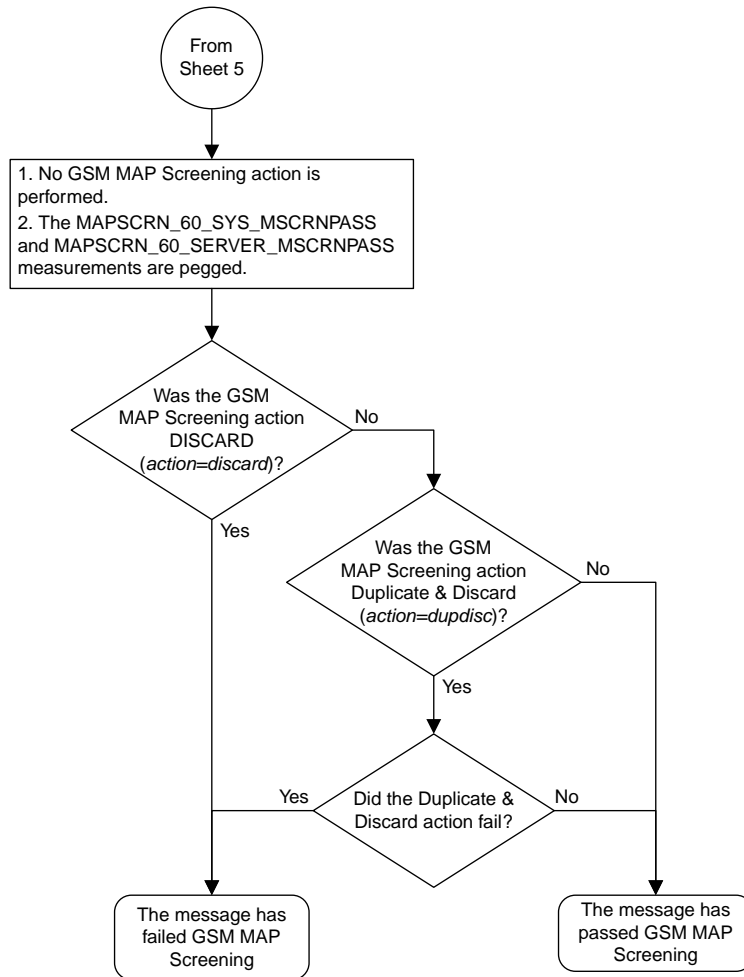 From
Sheet 5
1. No GSM MAP Screening action is
performed.
2. The MAPSCRN_60_SYS_MSCRNPASS
and MAPSCRN_60_SERVER_MSCRNPASS
measurements are pegged.
Was the GSM
MAP Screening action
DISCARD
(action=discard)?
No
Yes
Was the GSM
MAP Screening action
Duplicate & Discard
(action=dupdisc)?
No
Yes
Did the Duplicate &
Discard action fail?
Yes
No
The message has
failed GSM MAP
Screening
The message has
passed GSM MAP
Screening